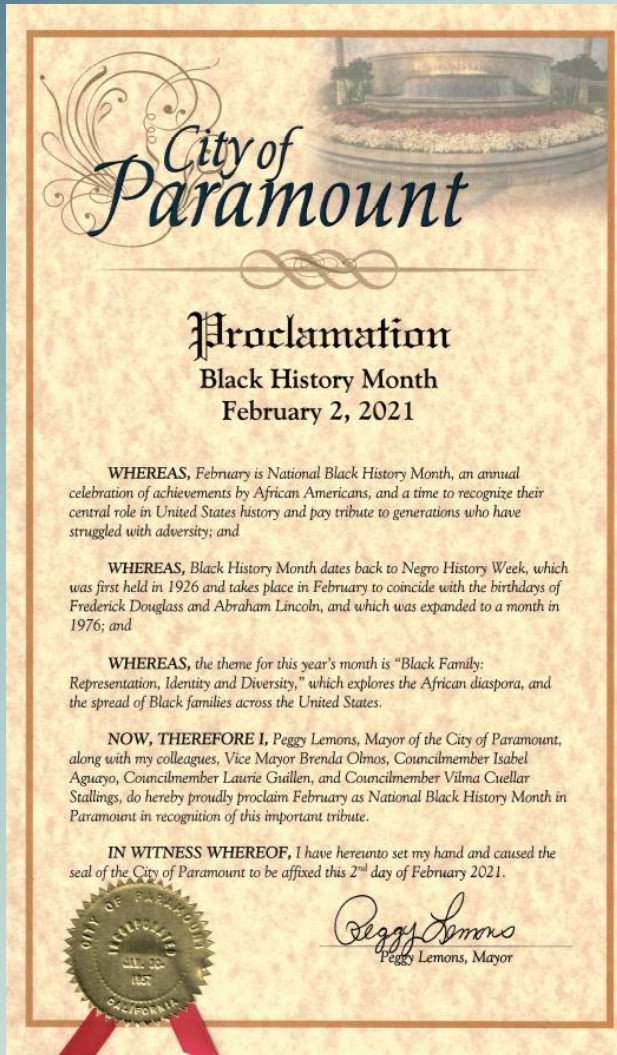 City of
Paramount
Proclamation
Black History Month
February 2, 2021
WHEREAS, February is National Black History Month, an annual
celebration of achievements by African Americans, and a time to recognize their
central role in United States history and pay tribute to generations who have
struggled with adversity; and
WHEREAS, Black History Month dates back to Negro History Week, which
was first held in 1926 and takes place in February to coincide with the birthdays of
Frederick Douglass and Abraham Lincoln, and which was expanded to a month in
1976; and
WHEREAS, the theme for this year's month is “Black Family:
Representation, Identity and Diversity,” which explores the African diaspora, and
the spread of Black families across the United States.
NOW, THEREFORE I, Peggy Lemons, Mayor of the City of Paramount,
along with my colleagues, Vice Mayor Brenda Olmos, Councilmember Isabel
Aguayo, Councilmember Laurie Guillen, and Councilmember Vilma Cuellar
Stallings, do hereby proudly proclaim February as National Black History Month in
Paramount in recognition of this important tribute.
IN WITNESS WHEREOF, I have hereunto set my hand and caused the
seal of the City of Paramount to be affixed this 2nd day of February 2021.
Peggy Lemons
Peggy Lemons, Mayor
CITY OF PARAMOUNT
INCORPORATED
JAN. 30,
1957
CALIFORNIA